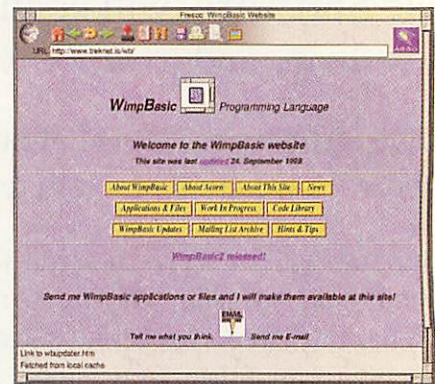 Fresco: WimpBasic Website
URL: http://www.treknet.is/wb/
WimpBasic Programming Language
Welcome to the WimpBasic website
This site was last updated 24. September 1998
About WimpBasic About Acorn About This Site News
Applications & Files Work In Progress Code Library
WimpBasic Updates Mailing List Archive Hints & Tips
WimpBasic2 released!
Send me WimpBasic applications or files and I will make them available at this site!
EMAIL
Tell me what you think. Send me E-mail
Link to wbupdater.htm
Fetched from local cache